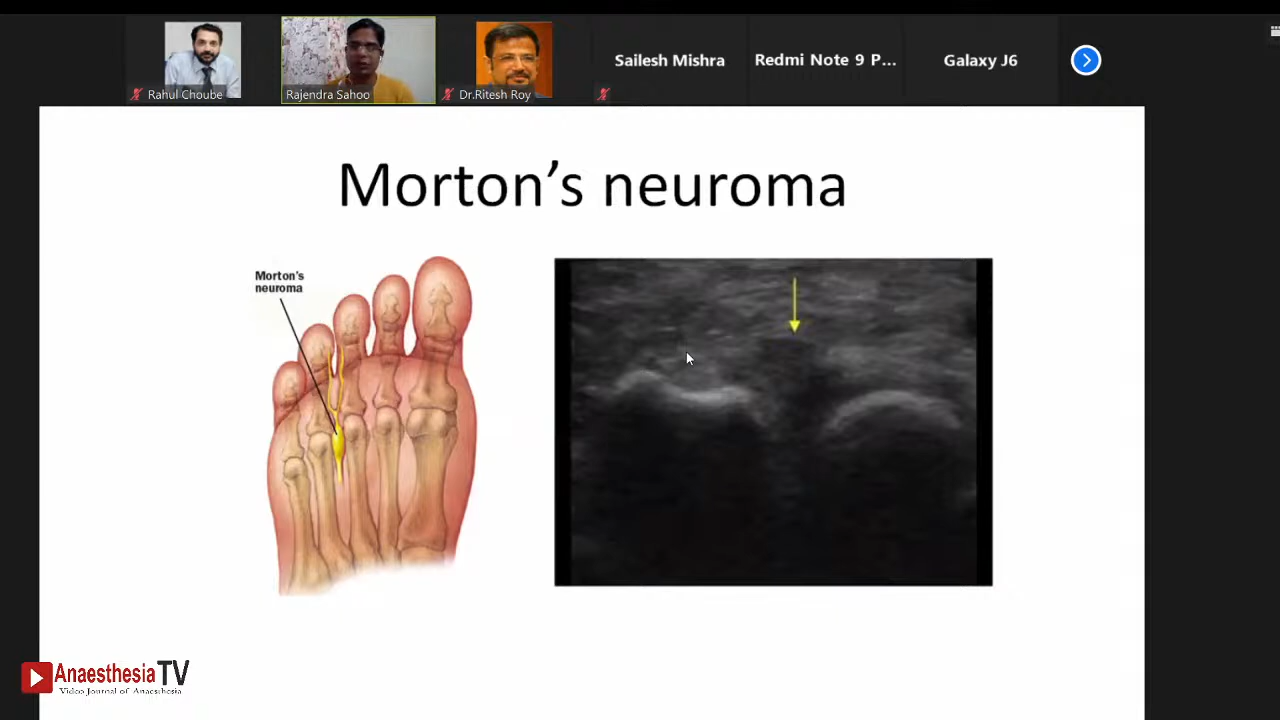 Rahul Choube
Rajendra Sahoo
Dr.Ritesh Roy
Sailesh Mishra
Redmi Note 9 P...
Galaxy J6
Morton's neuroma
Morton's
neuroma
AnaesthesiaTV
Video Journal of Anaesthesia